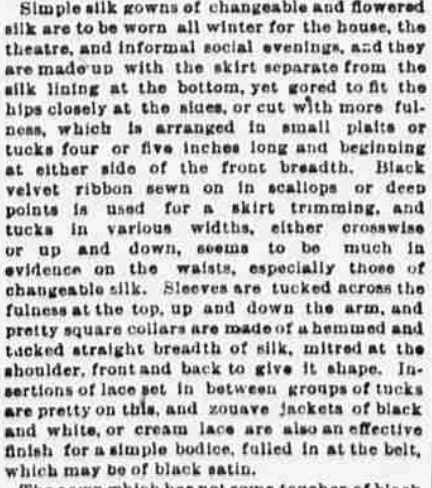 Simple silk gowns of changeable and flowered
silk are to be worn all winter for the house, the
theatre, and informal social evenings, and they
are made up with the skirt separate from the
silk lining at the bottom, yet gored to fit the
hips closely at the sides, or cut with more ful-
ness, which is arranged in small plaits or
tucks four or five inches long and beginning
at either side of the front breadth. Black
velvet ribbon sewn on in scallops or deep
points is used for a skirt trimming, and
tucks in various widths, either crosswise
or up and down, seems to be much in
evidence on the waists, especially those of
changeable silk. Sleeves are tucked across the
fulness at the top, up and down the arm, and
pretty square collars are made of a hemmed and
tucked straight breadth of silk, mitred at the
shoulder, front and back to give it shape. In-
sertions of lace set in between groups of tucks
are pretty on this, and zouave jackets of black
and white, or cream lace are also an effective
finish for a simple bodice, fulled in at the belt,
which may be of black satin.